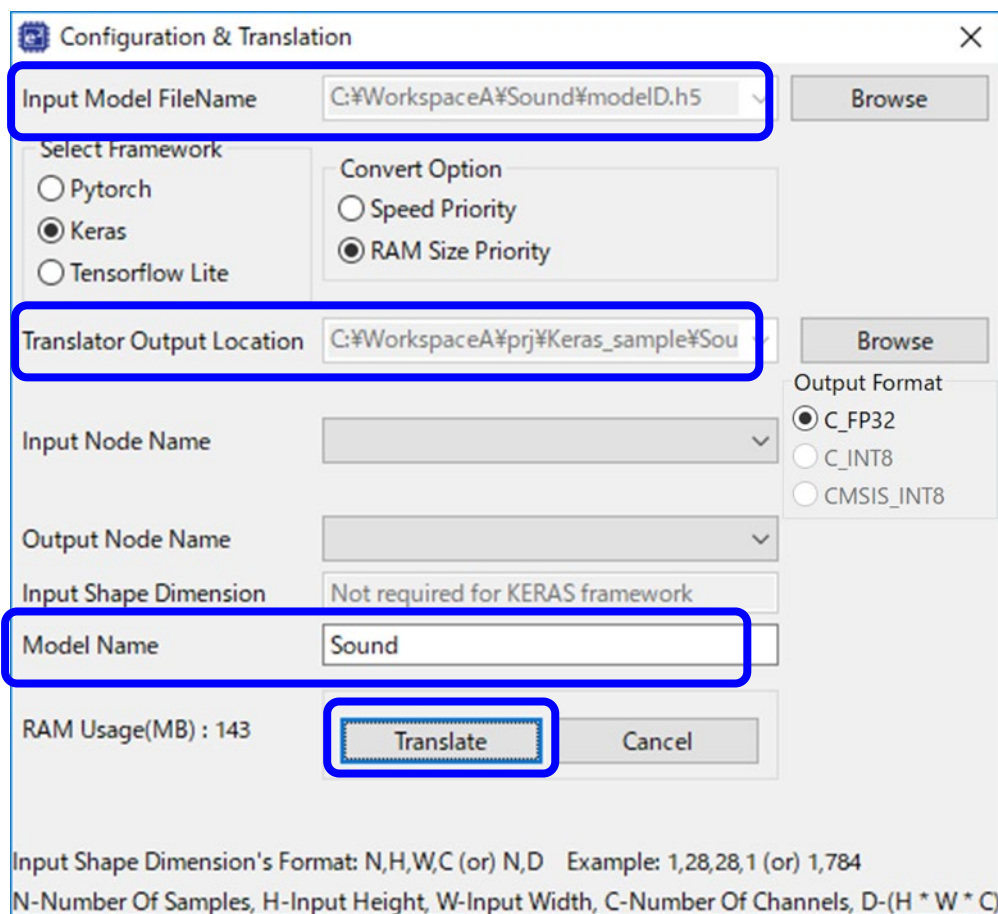 Configuration & Translation
Input Model FileName C:¥WorkspaceA¥Sound¥modelD.h5 Browse
Select Framework
Convert Option
Pytorch
Speed Priority
Keras
RAM Size Priority
Tensorflow Lite
Translator Output Location C:¥WorkspaceA¥prj¥Keras_sample¥Sou Browse
Output Format
C_FP32
Input Node Name
C_INT8
CMSIS_INT8
Output Node Name
Input Shape Dimension Not required for KERAS framework
Model Name Sound
RAM Usage(MB) : 143 Translate Cancel
Input Shape Dimension's Format: N,H,W,C (or) N,D Example: 1,28,28,1 (or) 1,784
N-Number Of Samples, H-Input Height, W-Input Width, C-Number Of Channels, D-(H * W * C)